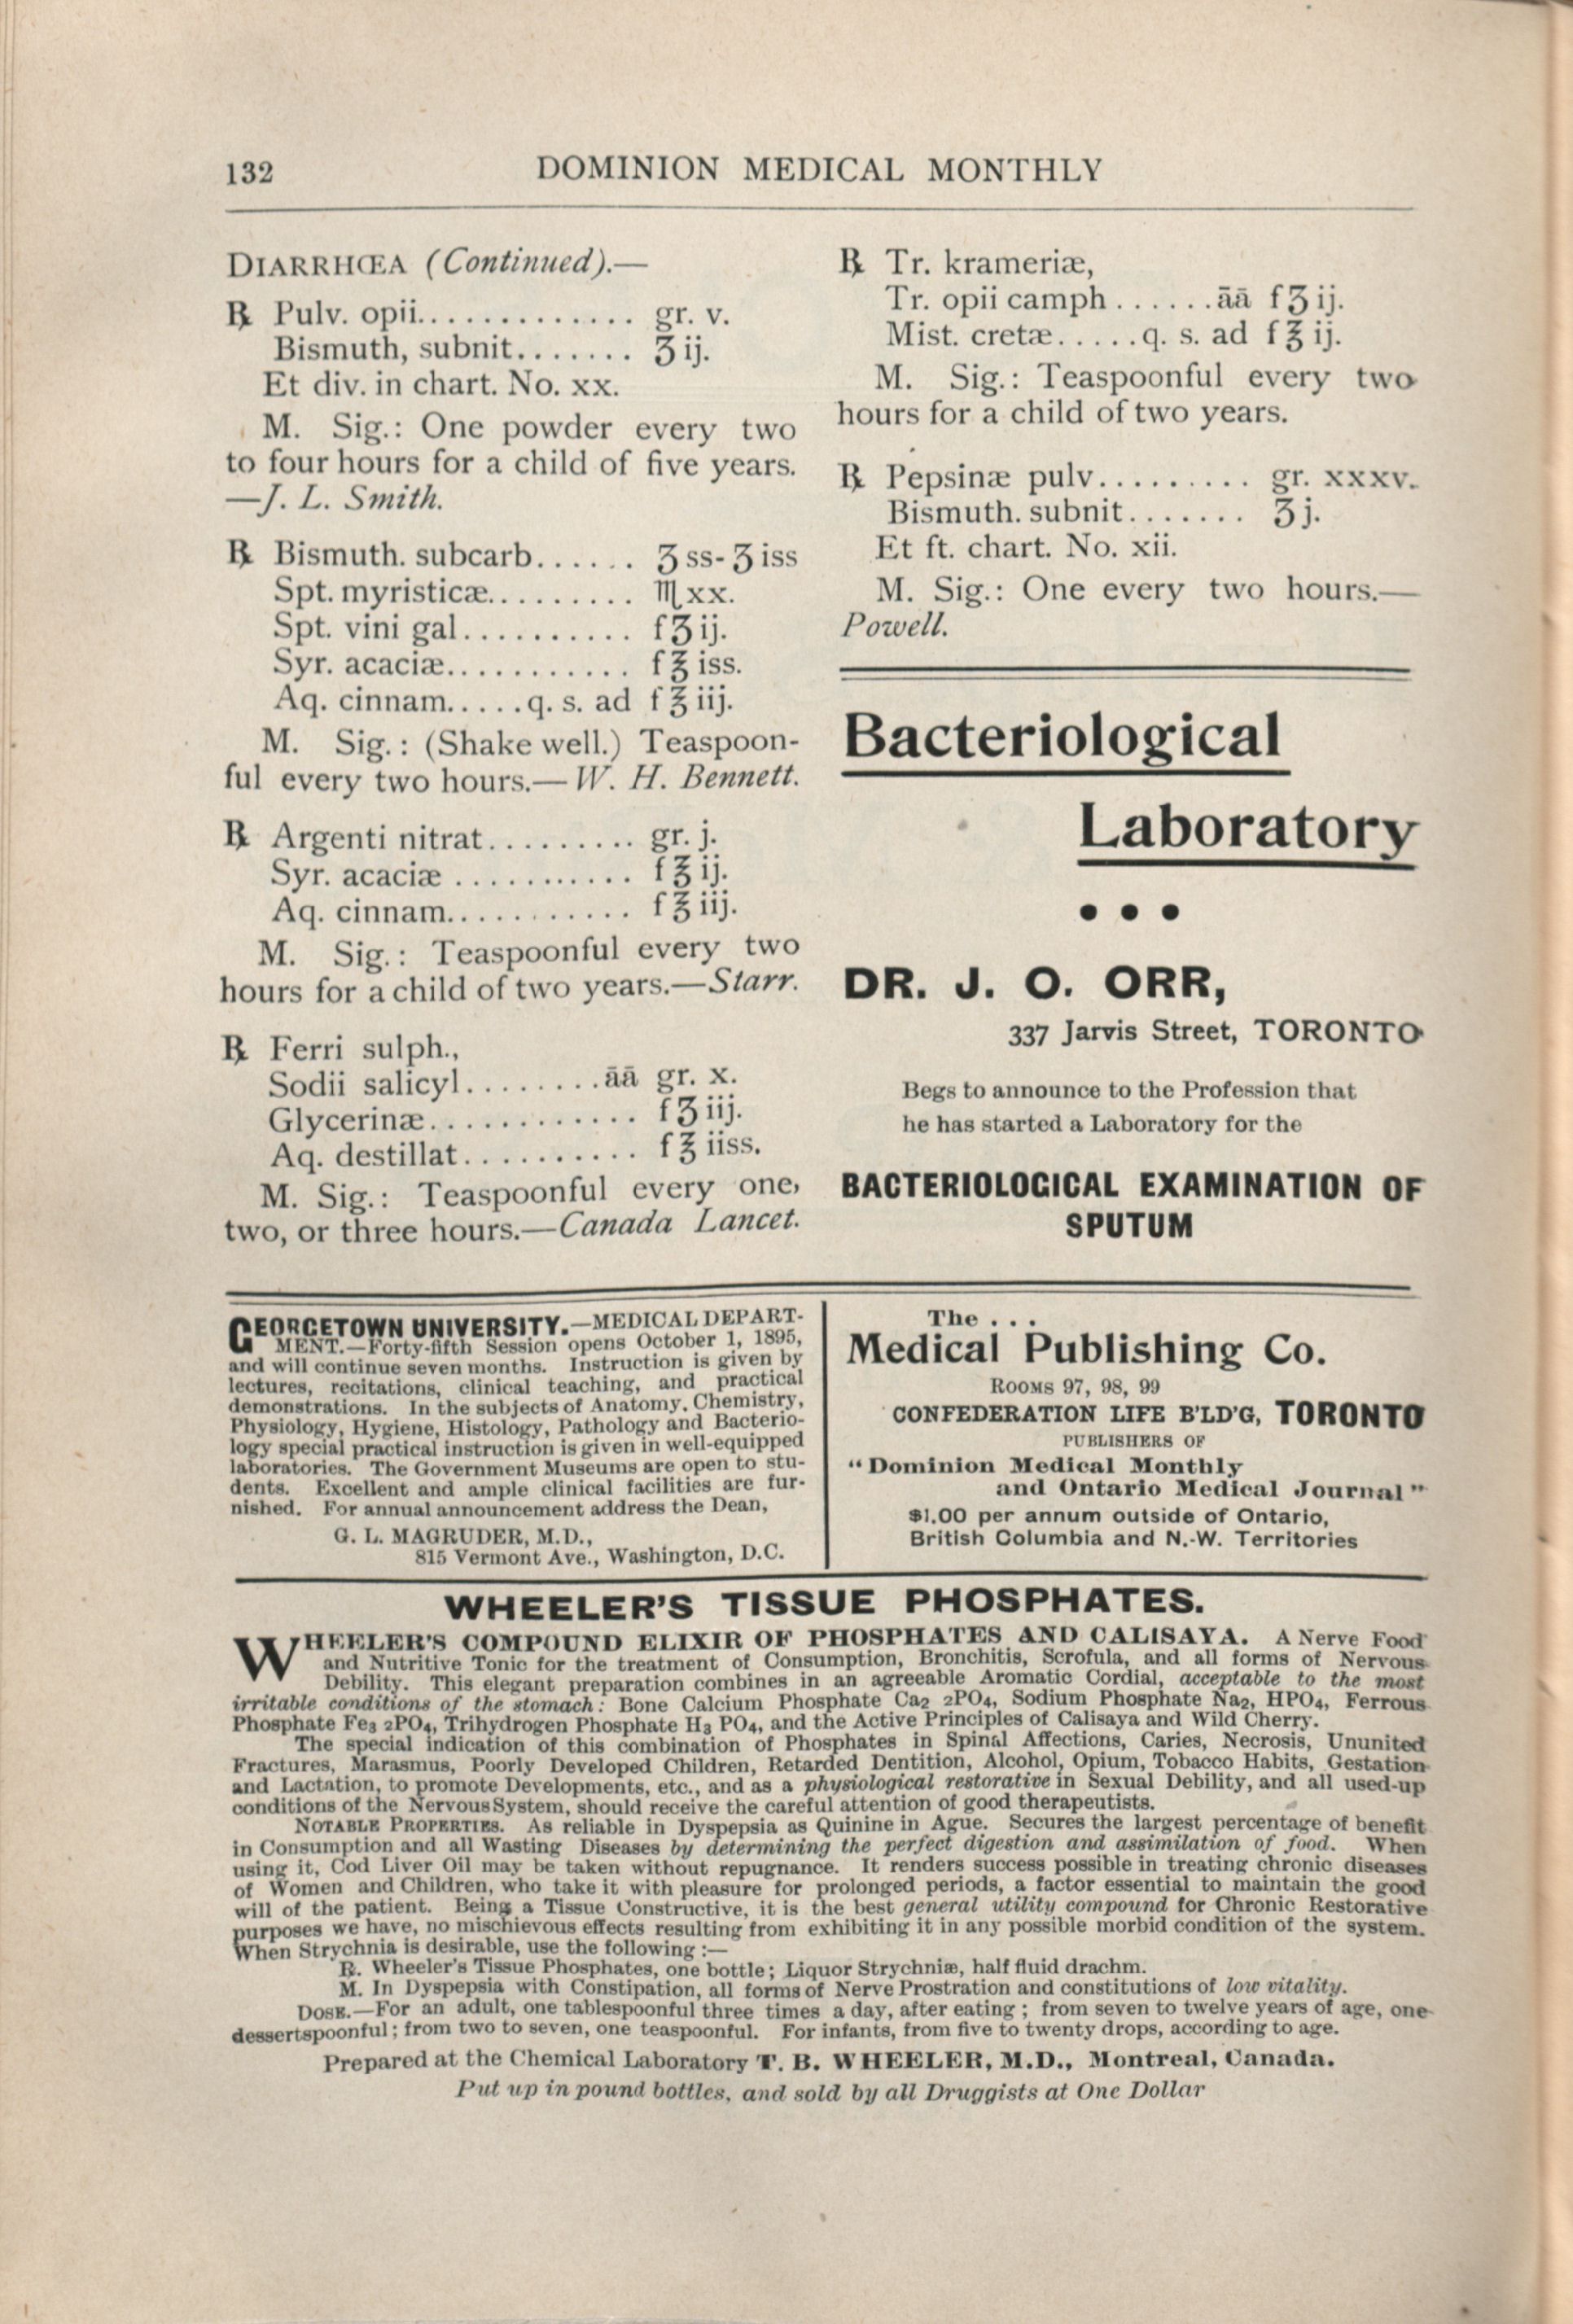 132
DOMINION MEDICAL MONTHLY
DIARRHŒA (Continued).—
℞ Pulv. opii............. gr. v.
Bismuth, subnit....... ʒ ij.
Et div. in chart. No. xx.
M. Sig.: One powder every two
to four hours for a child of five years.
—J. L. Smith.
℞ Bismuth. subcarb...... ʒ ss- ʒ iss
Spt. myristicæ......... ♏ xx.
Spt. vini gal.......... f ʒ ij.
Syr. acaciæ........... f ℥ iss.
Aq. cinnam.....q. s. ad f ℥ iij.
M. Sig.: (Shake well.) Teaspoon-
ful every two hours.—W. H. Bennett.
℞ Argenti nitrat......... gr. j.
Syr. acaciæ ........... f ℥ ij.
Aq. cinnam........... f ℥ iij.
M. Sig.: Teaspoonful every two
hours for a child of two years.—Starr.
℞ Ferri sulph.,
Sodii salicyl........āā gr. x.
Glycerinæ............ f ʒ iij.
Aq. destillat.......... f ℥ iiss.
M. Sig.: Teaspoonful every one,
two, or three hours.—Canada Lancet.
℞ Tr. krameriæ,
Tr. opii camph......āā f ʒ ij.
Mist. cretæ.....q. s. ad f ℥ ij.
M. Sig.: Teaspoonful every two
hours for a child of two years.
℞ Pepsinæ pulv......... gr. xxxv.
Bismuth. subnit....... ʒ j.
Et ft. chart. No. xii.
M. Sig.: One every two hours.—
Powell.
Bacteriological
Laboratory
• • •
DR. J. O. ORR,
337 Jarvis Street, TORONTO
Begs to announce to the Profession that
he has started a Laboratory for the
BACTERIOLOGICAL EXAMINATION OF
SPUTUM
GEORGETOWN UNIVERSITY.—MEDICAL DEPART-
MENT.—Forty-fifth Session opens October 1, 1895,
and will continue seven months. Instruction is given by
lectures, recitations, clinical teaching, and practical
demonstrations. In the subjects of Anatomy, Chemistry,
Physiology, Hygiene, Histology, Pathology and Bacterio-
logy special practical instruction is given in well-equipped
laboratories. The Government Museums are open to stu-
dents. Excellent and ample clinical facilities are fur-
nished. For annual announcement address the Dean,
G. L. MAGRUDER, M.D.,
815 Vermont Ave., Washington, D.C.
The ...
Medical Publishing Co.
ROOMS 97, 98, 99
CONFEDERATION LIFE B'LD'G, TORONTO
PUBLISHERS OF
"Dominion Medical Monthly
and Ontario Medical Journal"
$1.00 per annum outside of Ontario,
British Columbia and N.-W. Territories
WHEELER'S TISSUE PHOSPHATES.
WHEELER'S COMPOUND ELIXIR OF PHOSPHATES AND CALISAYA. A Nerve Food
and Nutritive Tonic for the treatment of Consumption, Bronchitis, Scrofula, and all forms of Nervous
Debility. This elegant preparation combines in an agreeable Aromatic Cordial, acceptable to the most
irritable conditions of the stomach: Bone Calcium Phosphate Ca2 2PO4, Sodium Phosphate Na2, HPO4, Ferrous
Phosphate Fe3 2PO4, Trihydrogen Phosphate H3 PO4, and the Active Principles of Calisaya and Wild Cherry.
The special indication of this combination of Phosphates in Spinal Affections, Caries, Necrosis, Ununited
Fractures, Marasmus, Poorly Developed Children, Retarded Dentition, Alcohol, Opium, Tobacco Habits, Gestation
and Lactation, to promote Developments, etc., and as a physiological restorative in Sexual Debility, and all used-up
conditions of the Nervous System, should receive the careful attention of good therapeutists.
NOTABLE PROPERTIES. As reliable in Dyspepsia as Quinine in Ague. Secures the largest percentage of benefit
in Consumption and all Wasting Diseases by determining the perfect digestion and assimilation of food. When
using it, Cod Liver Oil may be taken without repugnance. It renders success possible in treating chronic diseases
of Women and Children, who take it with pleasure for prolonged periods, a factor essential to maintain the good
will of the patient. Being a Tissue Constructive, it is the best general utility compound for Chronic Restorative
purposes we have, no mischievous effects resulting from exhibiting it in any possible morbid condition of the system.
When Strychnia is desirable, use the following :—
℞. Wheeler's Tissue Phosphates, one bottle; Liquor Strychniæ, half fluid drachm.
M. In Dyspepsia with Constipation, all forms of Nerve Prostration and constitutions of low vitality.
DOSE.—For an adult, one tablespoonful three times a day, after eating; from seven to twelve years of age, one
dessertspoonful; from two to seven, one teaspoonful. For infants, from five to twenty drops, according to age.
Prepared at the Chemical Laboratory T. B. WHEELER, M.D., Montreal, Canada.
Put up in pound bottles, and sold by all Druggists at One Dollar